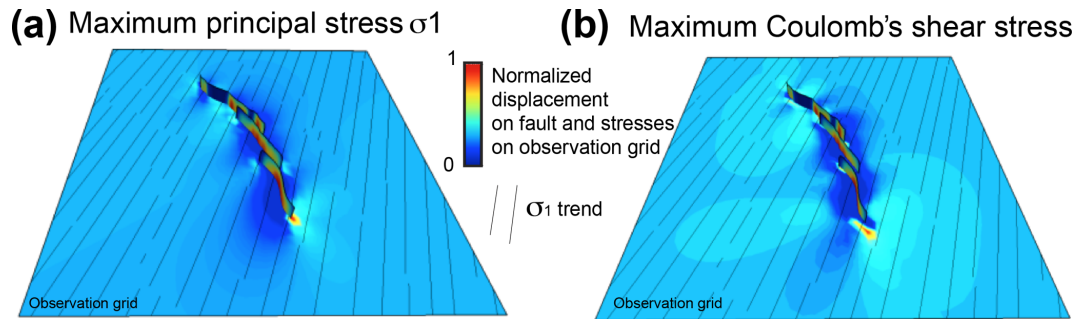 (a) Maximum principal stress σ1
(b) Maximum Coulomb's shear stress
1
Normalized
displacement
on fault and stresses
on observation grid
0
σ1 trend
Observation grid
Observation grid